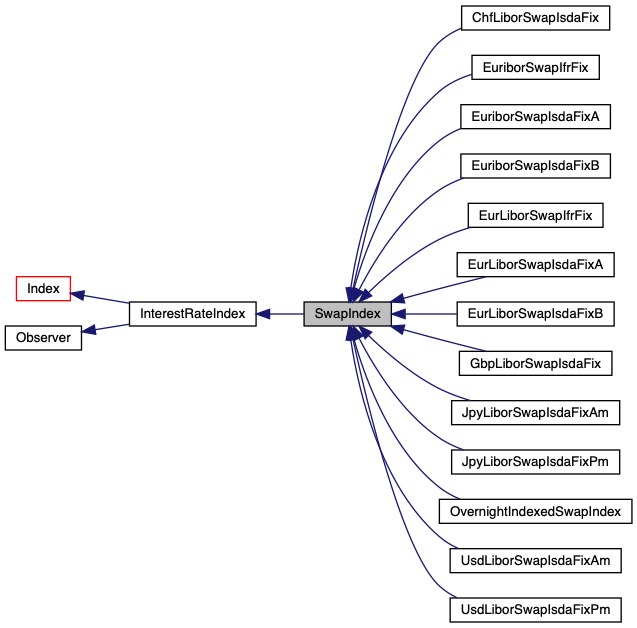 Index
Observer
InterestRateIndex
SwapIndex
ChfLiborSwapIsdaFix
EuriborSwapIfrFix
EuriborSwapIsdaFixA
EuriborSwapIsdaFixB
EurLiborSwapIfrFix
EurLiborSwapIsdaFixA
EurLiborSwapIsdaFixB
GbpLiborSwapIsdaFix
JpyLiborSwapIsdaFixAm
JpyLiborSwapIsdaFixPm
OvernightIndexedSwapIndex
UsdLiborSwapIsdaFixAm
UsdLiborSwapIsdaFixPm